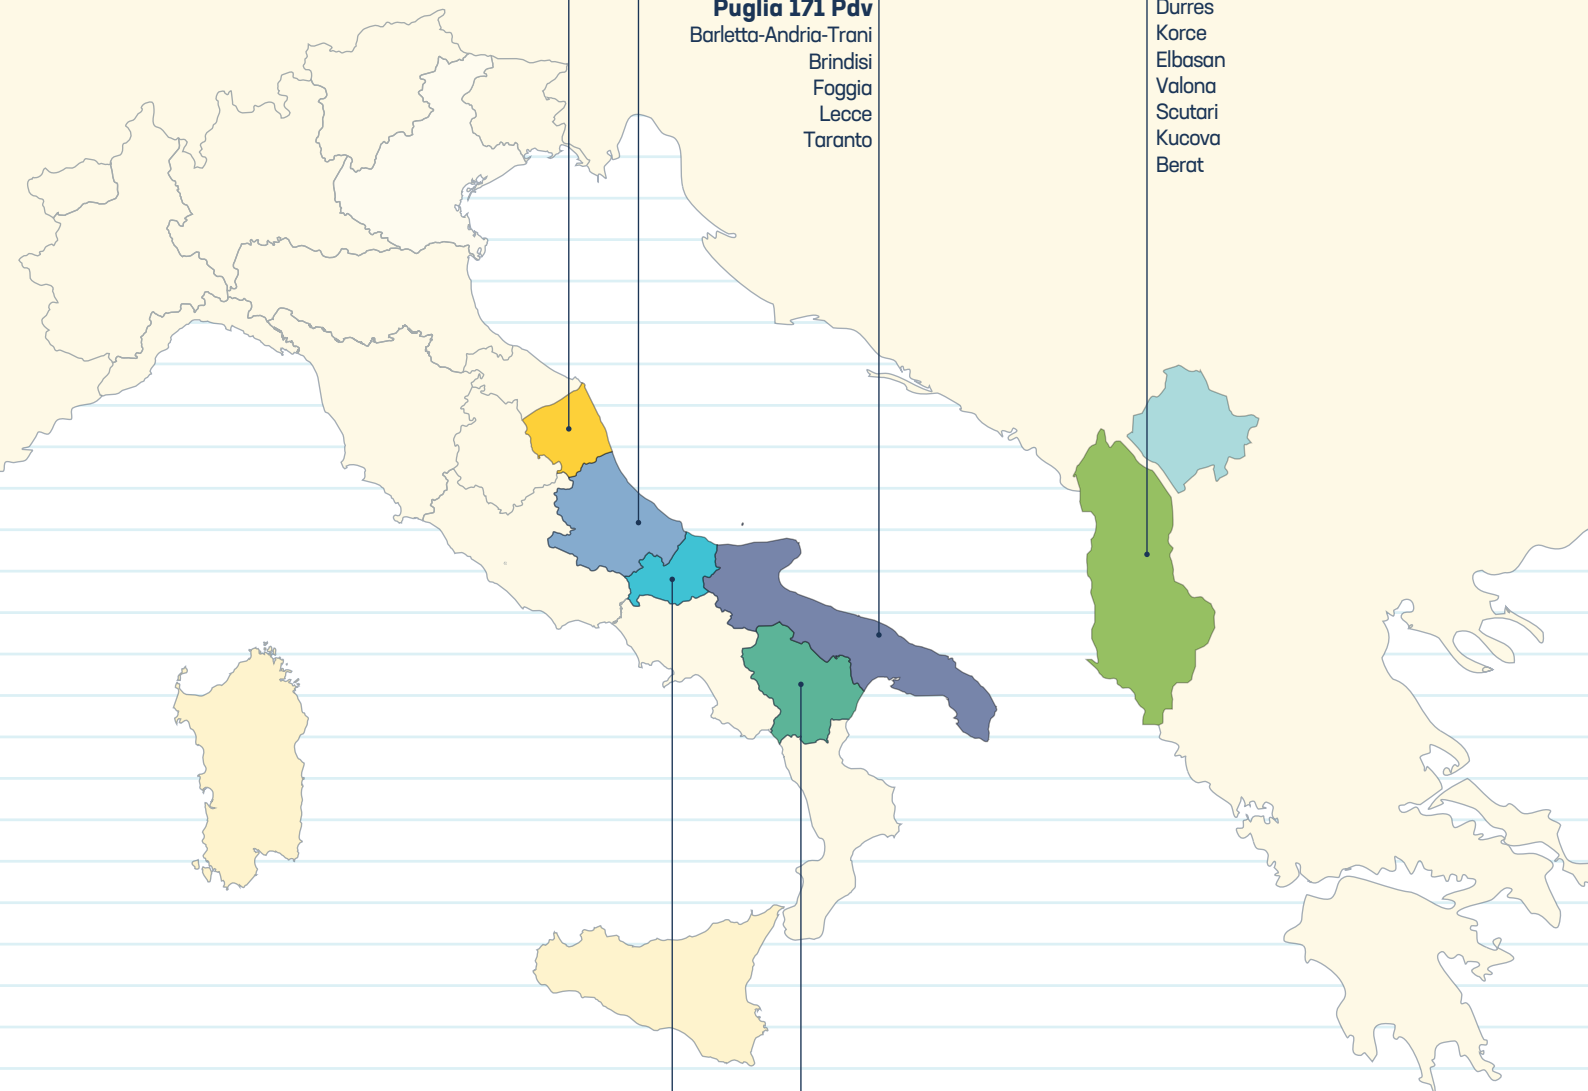 Puglia 171 Pdv
Barletta-Andria-Trani
Brindisi
Foggia
Lecce
Taranto
Durres
Korce
Elbasan
Valona
Scutari
Kucova
Berat